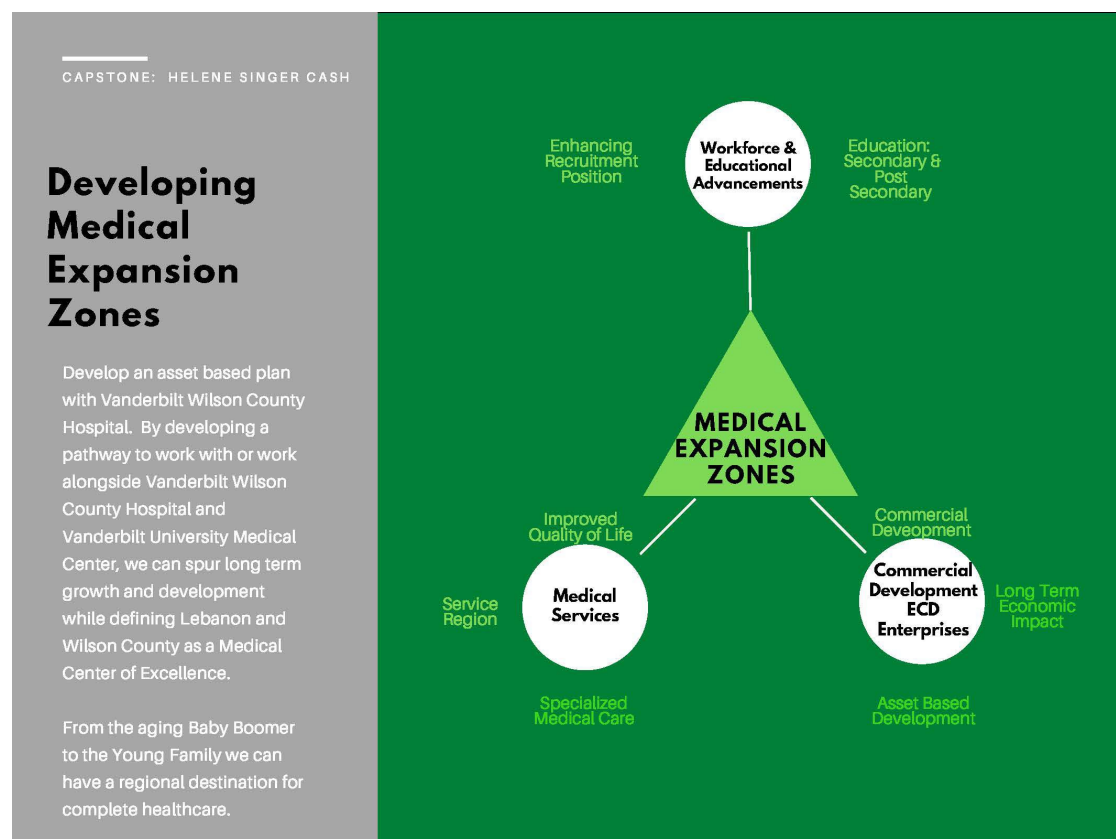 CAPSTONE: HELENE SINGER CASH
Developing
Medical
Expansion
Zones
Develop an asset based plan
with Vanderbilt Wilson County
Hospital. By developing a
pathway to work with or work
alongside Vanderbilt Wilson
County Hospital and
Vanderbilt University Medical
Center, we can spur long term
growth and development
while defining Lebanon and
Wilson County as a Medical
Center of Excellence.
From the aging Baby Boomer
to the Young Family we can
have a regional destination for
complete healthcare.
Enhancing
Recruitment
Position
Workforce &
Educational
Advancements
Education:
Secondary &
Post
Secondary
MEDICAL
EXPANSION
ZONES
Improved
Quality of Life
Service
Region
Medical
Services
Specialized
Medical Care
Commercial
Deveopment
Commercial
Development
ECD
Enterprises
Long Term
Economic
Impact
Asset Based
Development